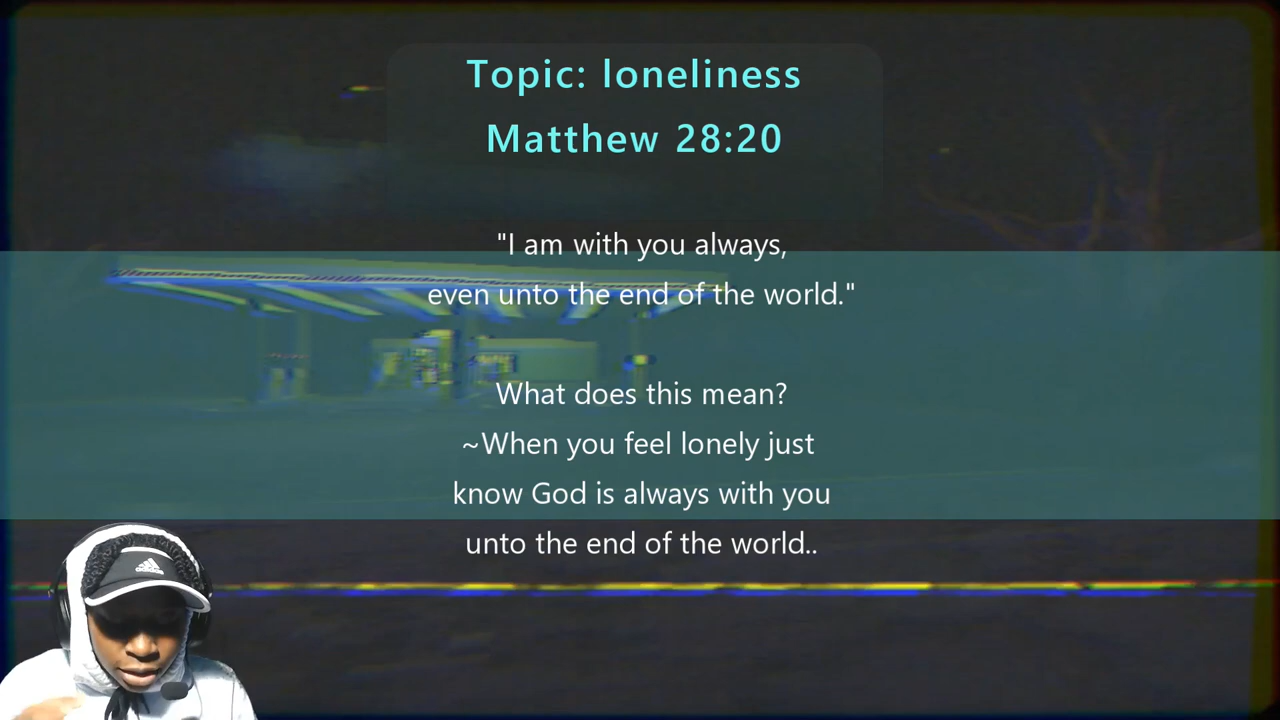 Topic: loneliness
Matthew 28:20
"I am with you always,
even unto the end of the world."
What does this mean?
~When you feel lonely just
know God is always with you
unto the end of the world..